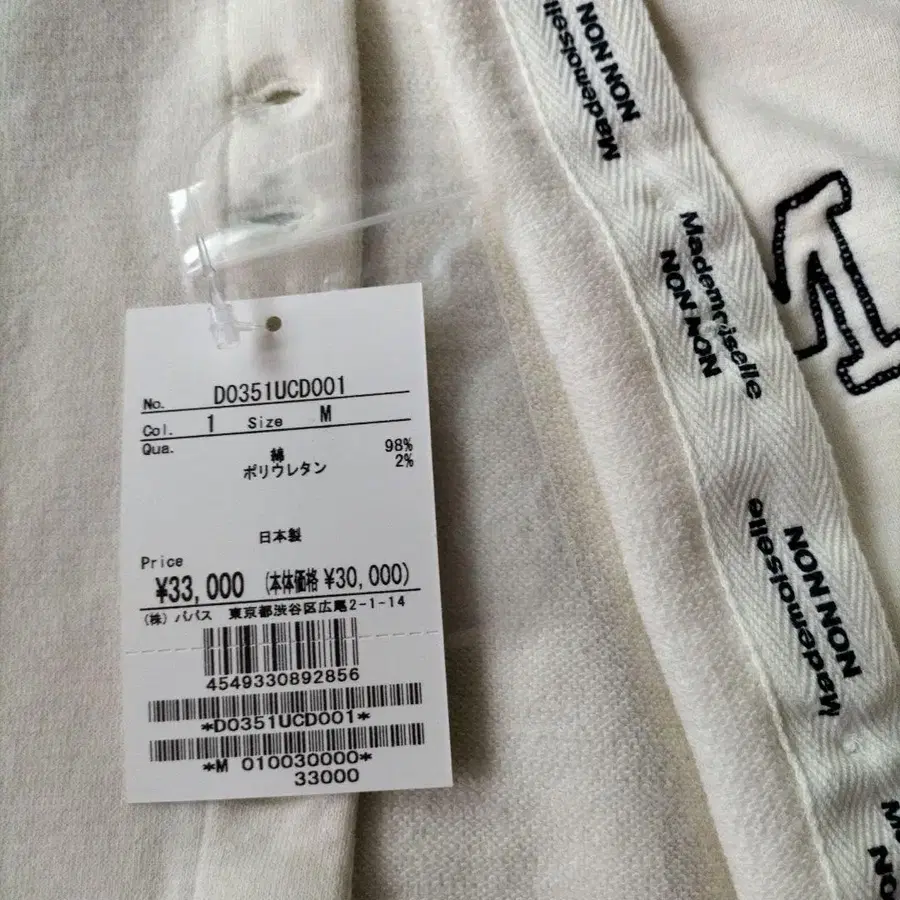 No. D0351UCD001
Col. 1 Size M
Qua. 綿 98%
ポリウレタン 2%
日本製
Price
¥33,000 (本体価格 ¥30,000)
(株) パパス 東京都渋谷区広尾2-1-14
4549330892856
*D0351UCD001*
*M 010030000*
33000
Mademoiselle
NON NON
Mademoiselle
NON NON
Mademoiselle
NON NON